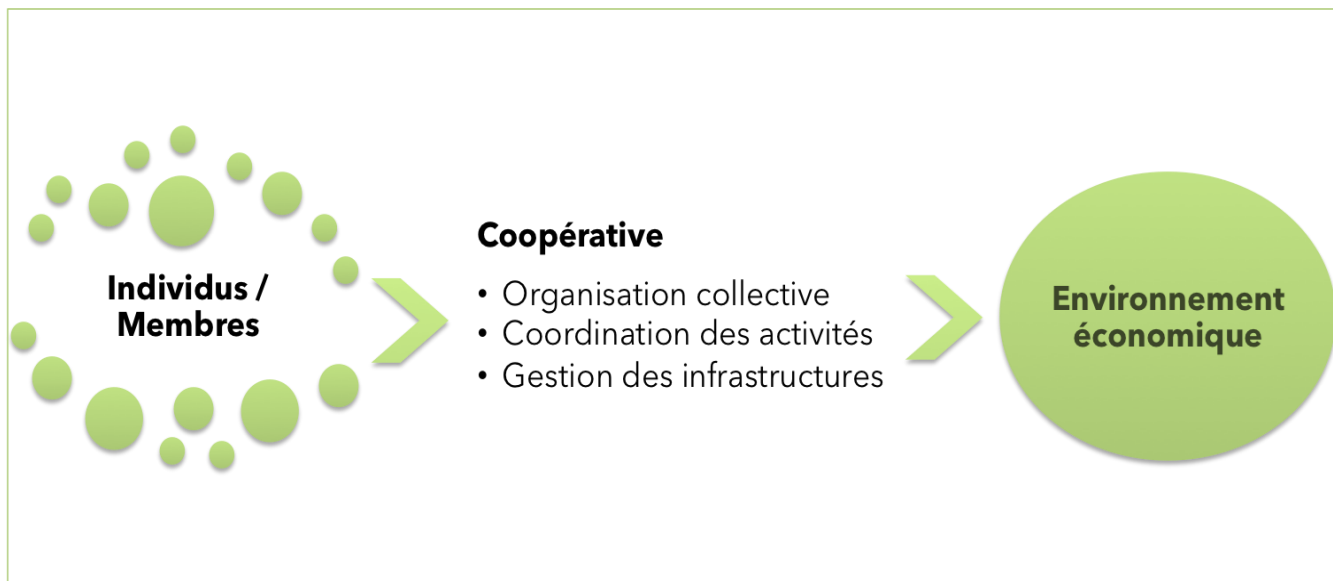 Individus /
Membres
Coopérative
• Organisation collective
• Coordination des activités
• Gestion des infrastructures
Environnement
économique